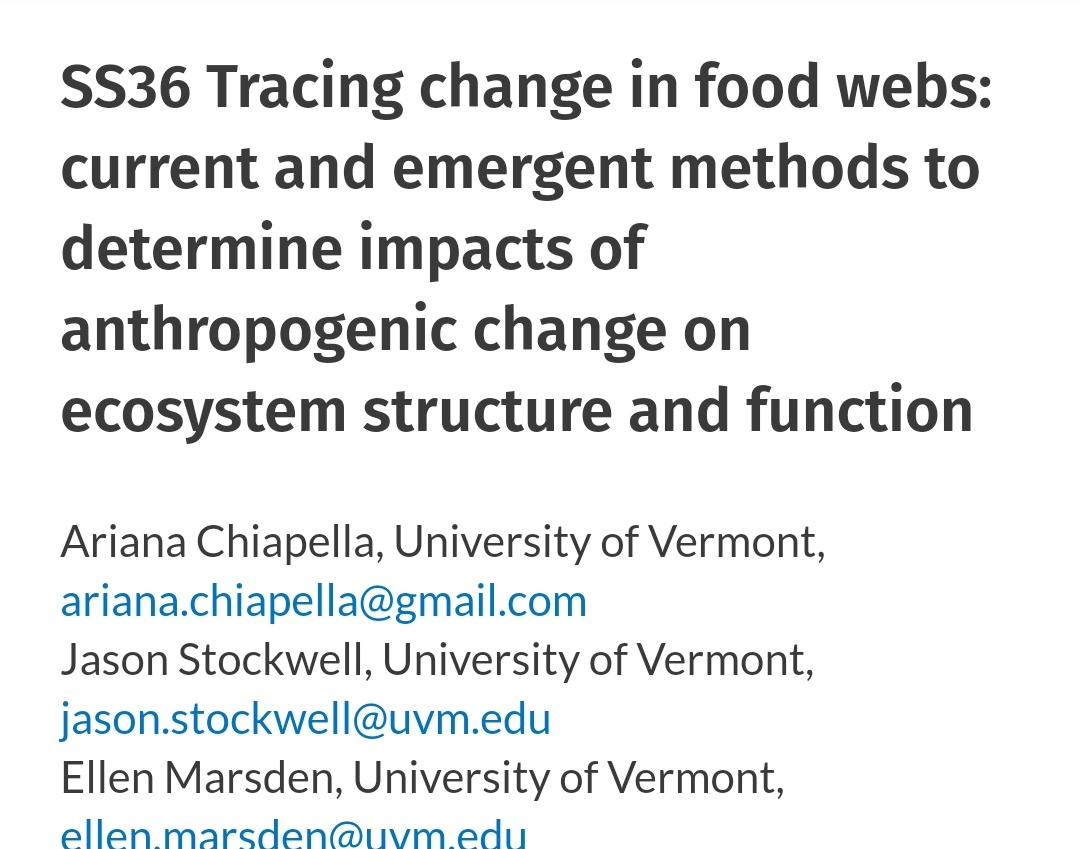 SS36 Tracing change in food webs:
current and emergent methods to
determine impacts of
anthropogenic change on
ecosystem structure and function
Ariana Chiapella, University of Vermont,
ariana.chiapella@gmail.com
Jason Stockwell, University of Vermont,
jason.stockwell@uvm.edu
Ellen Marsden, University of Vermont,
ellen.marsden@uvm.edu